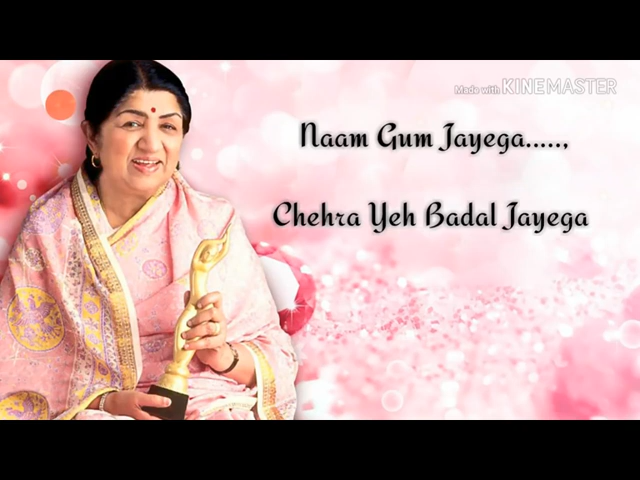 Made with KINEMASTER
Naam Gum Jayega.....,
Chehra Yeh Badal Jayega